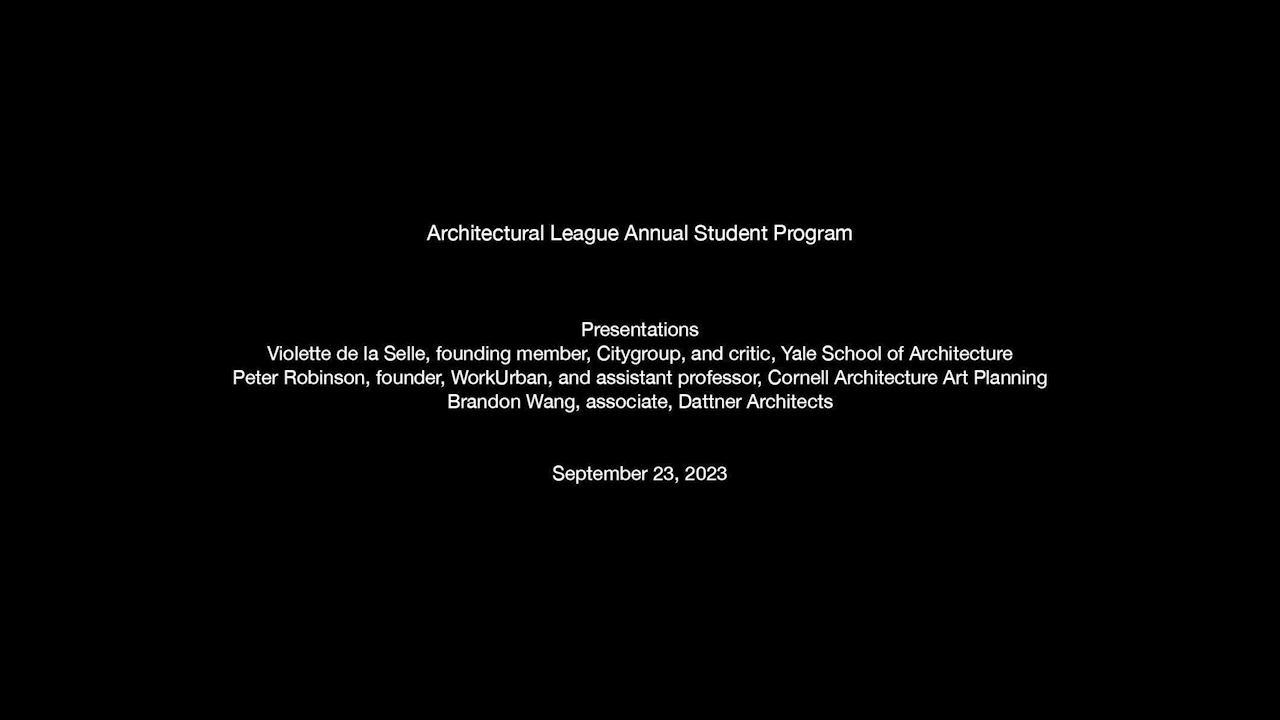 Architectural League Annual Student Program
Presentations
Violette de la Selle, founding member, Citygroup, and critic, Yale School of Architecture
Peter Robinson, founder, WorkUrban, and assistant professor, Cornell Architecture Art Planning
Brandon Wang, associate, Dattner Architects
September 23, 2023